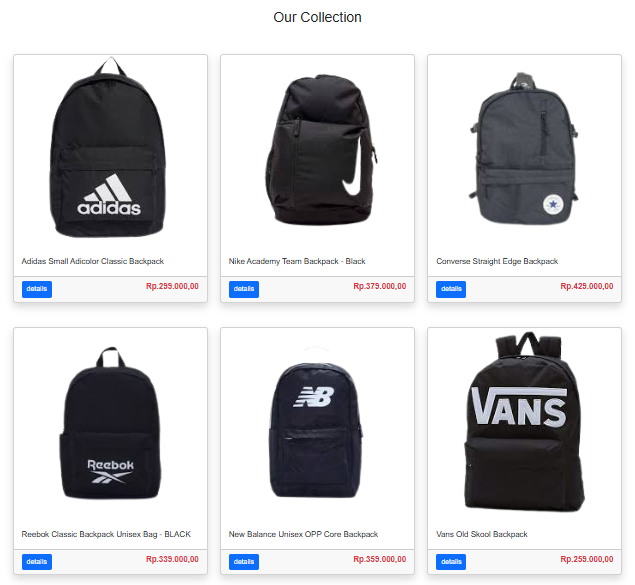 Our Collection
adidas
Adidas Small Adicolor Classic Backpack
details
Rp.299.000,00
Nike Academy Team Backpack - Black
details
Rp.379.000,00
Converse Straight Edge Backpack
details
Rp.429.000,00
Reebok
Reebok Classic Backpack Unisex Bag - BLACK
details
Rp.339.000,00
NB
New Balance Unisex OPP Core Backpack
details
Rp.359.000,00
VANS
Vans Old Skool Backpack
details
Rp.259.000,00